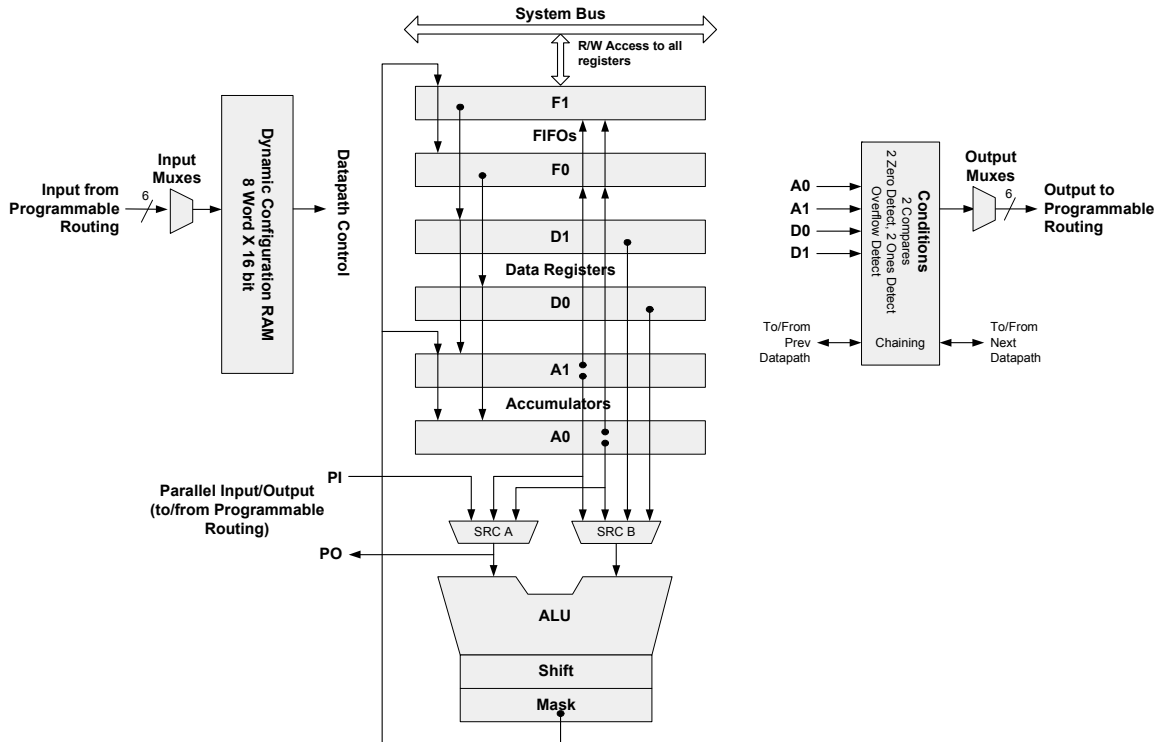 System Bus
R/W Access to all
registers
F1
FIFOs
F0
D1
Data Registers
D0
A1
Accumulators
A0
Input from
Programmable
Routing
6
Input
Muxes
Dynamic Configuration RAM
8 Word X 16 bit
Datapath Control
PI
Parallel Input/Output
(to/from Programmable
Routing)
PO
SRC A
SRC B
ALU
Shift
Mask
A0
A1
D0
D1
Conditions
2 Compares
2 Zero Detect, 2 Ones Detect
Overflow Detect
Chaining
To/From
Prev
Datapath
To/From
Next
Datapath
Output
Muxes
6
Output to
Programmable
Routing